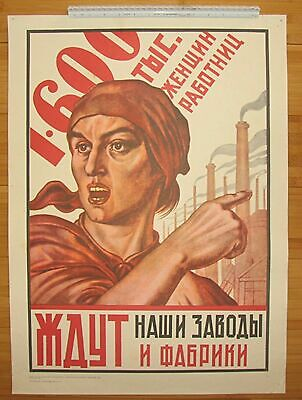 1.600
ТЫС.
ЖЕНЩИН
РАБОТНИЦ
ЖДУТ НАШИ ЗАВОДЫ
И ФАБРИКИ